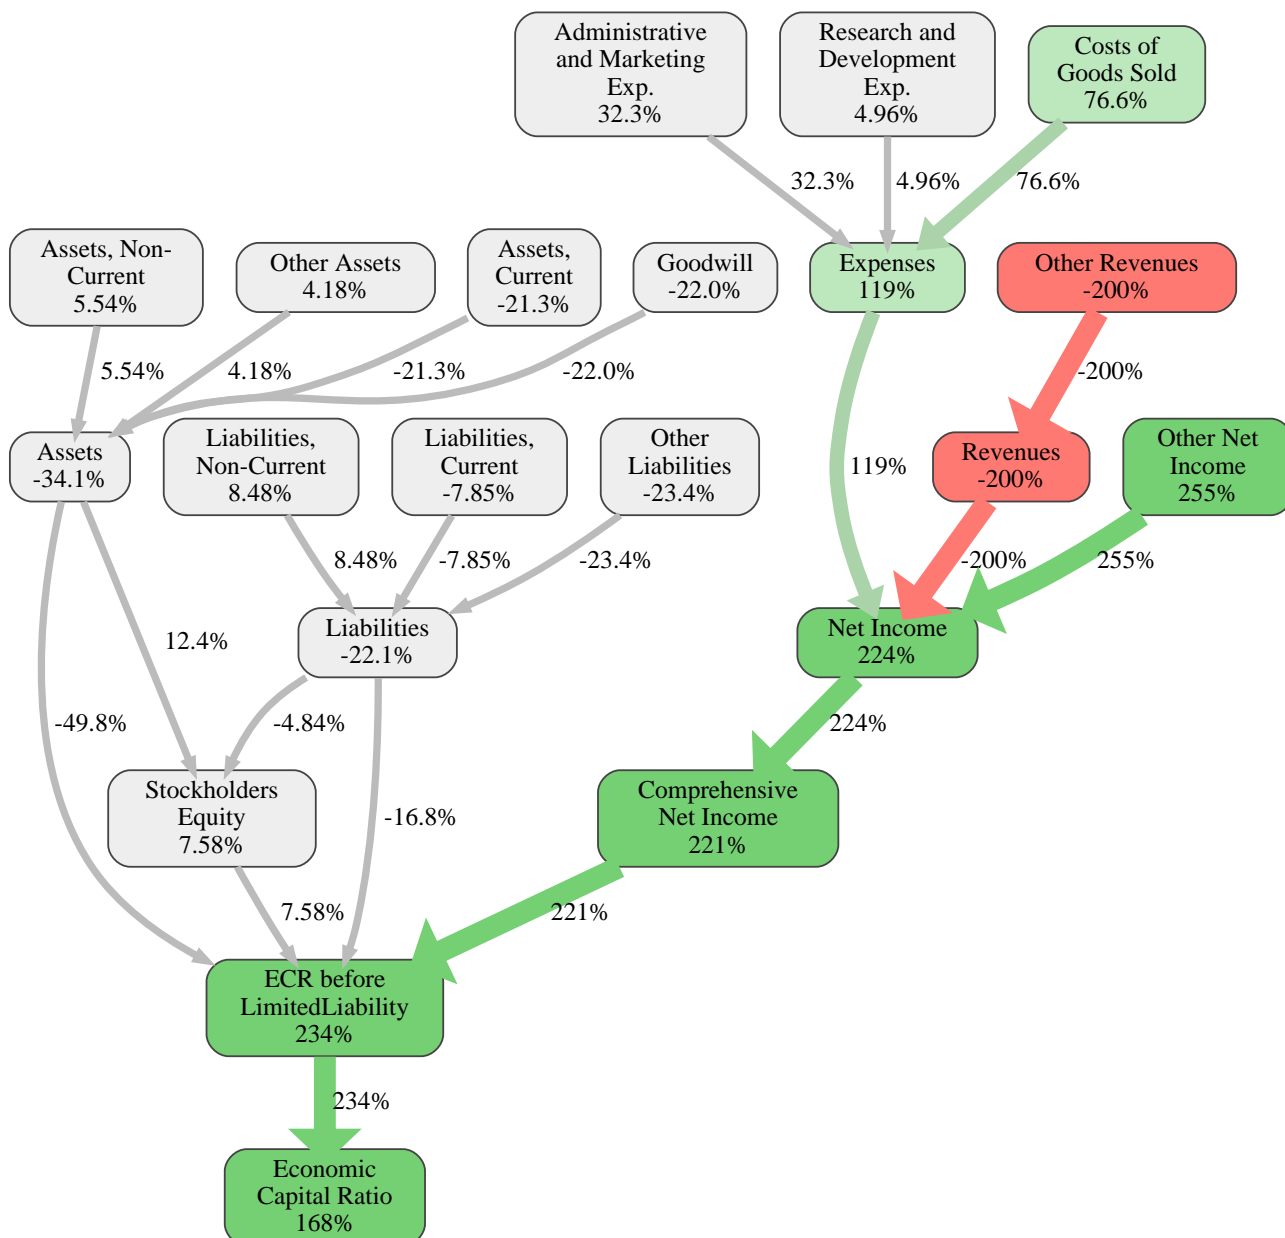 Administrative
and Marketing
Exp.
32.3%
Research and
Development
Exp.
4.96%
Costs of
Goods Sold
76.6%
32.3%
4.96%
76.6%
Assets, Non-
Current
5.54%
Other Assets
4.18%
Assets,
Current
-21.3%
Goodwill
-22.0%
Expenses
119%
Other Revenues
-200%
5.54%
4.18%
-21.3%
-22.0%
-200%
Assets
-34.1%
Liabilities,
Non-Current
8.48%
Liabilities,
Current
-7.85%
Other
Liabilities
-23.4%
119%
Revenues
-200%
Other Net
Income
255%
8.48%
-7.85%
-23.4%
-200%
255%
12.4%
Liabilities
-22.1%
Net Income
224%
-49.8%
-4.84%
224%
Stockholders
Equity
7.58%
-16.8%
Comprehensive
Net Income
221%
7.58%
221%
ECR before
LimitedLiability
234%
234%
Economic
Capital Ratio
168%